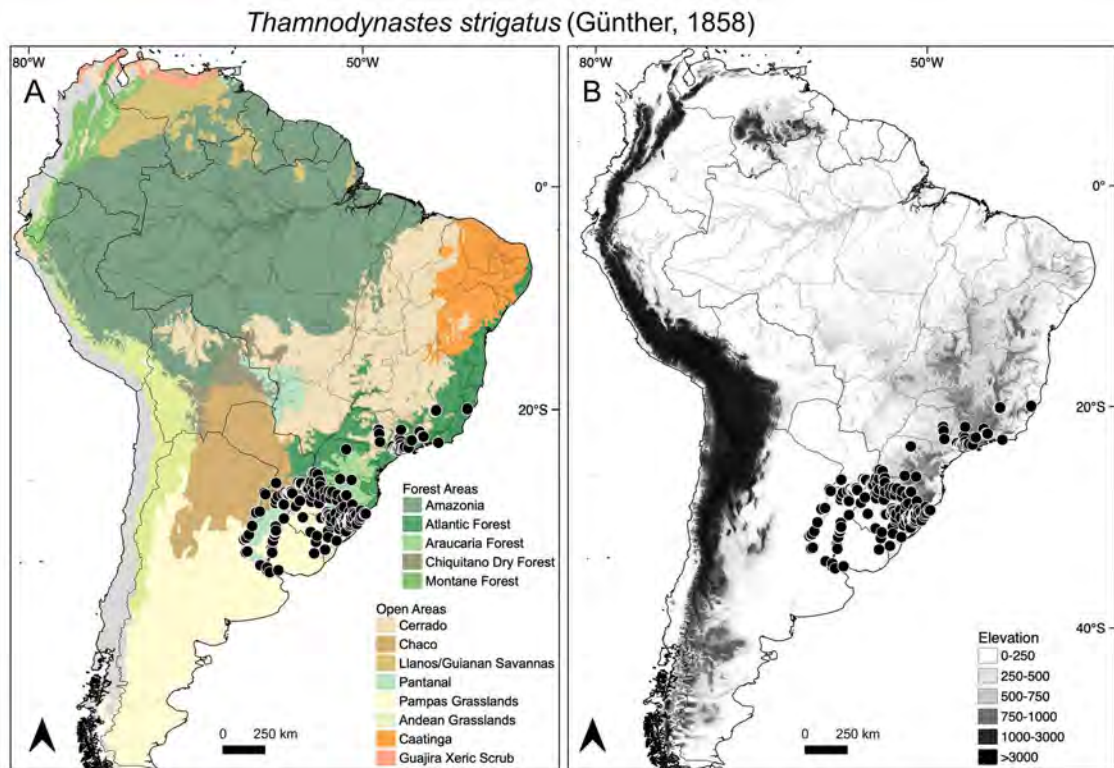 Thamnodynastes strigatus (Günther, 1858)
80°W
50°W
A
0°
20°S
Forest Areas
Amazonia
Atlantic Forest
Araucaria Forest
Chiquitano Dry Forest
Montane Forest
Open Areas
Cerrado
Chaco
Llanos/Guianan Savannas
Pantanal
Pampas Grasslands
Andean Grasslands
Caatinga
Guajira Xeric Scrub
0 250 km
80°W
50°W
B
0°
20°S
40°S
Elevation
0-250
250-500
500-750
750-1000
1000-3000
>3000
0 250 km